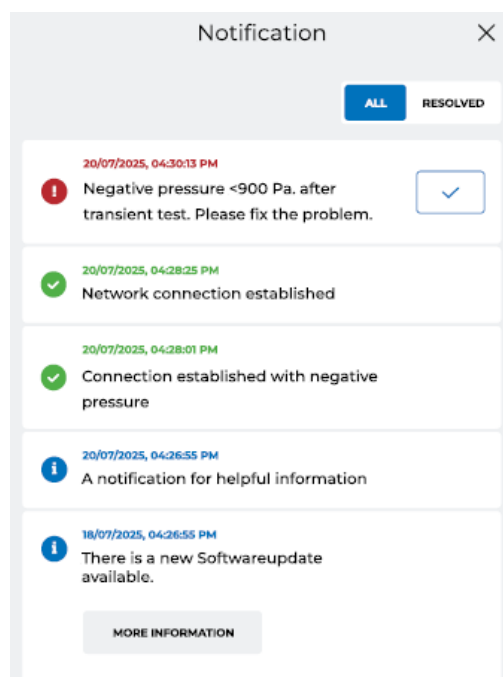 Notification
ALL RESOLVED
20/07/2025, 04:30:13 PM
Negative pressure <900 Pa. after
transient test. Please fix the problem.
20/07/2025, 04:28:25 PM
Network connection established
20/07/2025, 04:28:01 PM
Connection established with negative
pressure
20/07/2025, 04:26:55 PM
A notification for helpful information
18/07/2025, 04:26:55 PM
There is a new Softwareupdate
available.
MORE INFORMATION